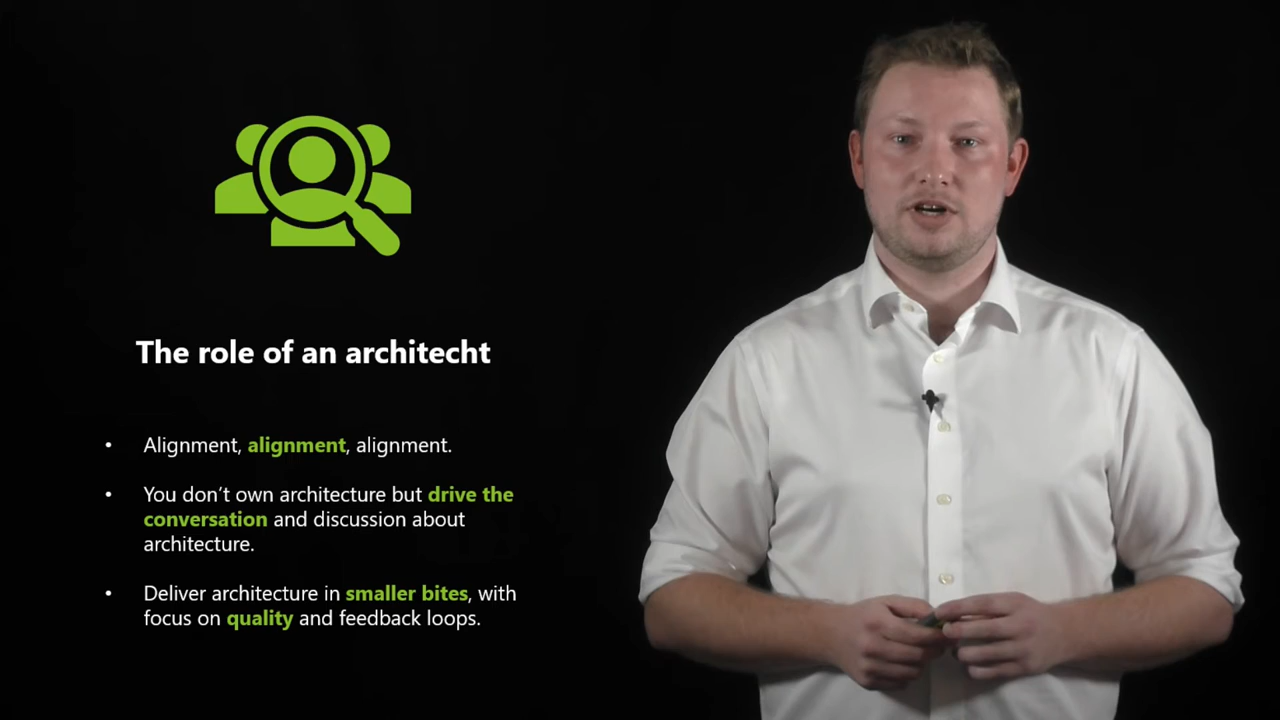 The role of an architecht
• Alignment, alignment, alignment.
• You don’t own architecture but drive the
conversation and discussion about
architecture.
• Deliver architecture in smaller bites, with
focus on quality and feedback loops.